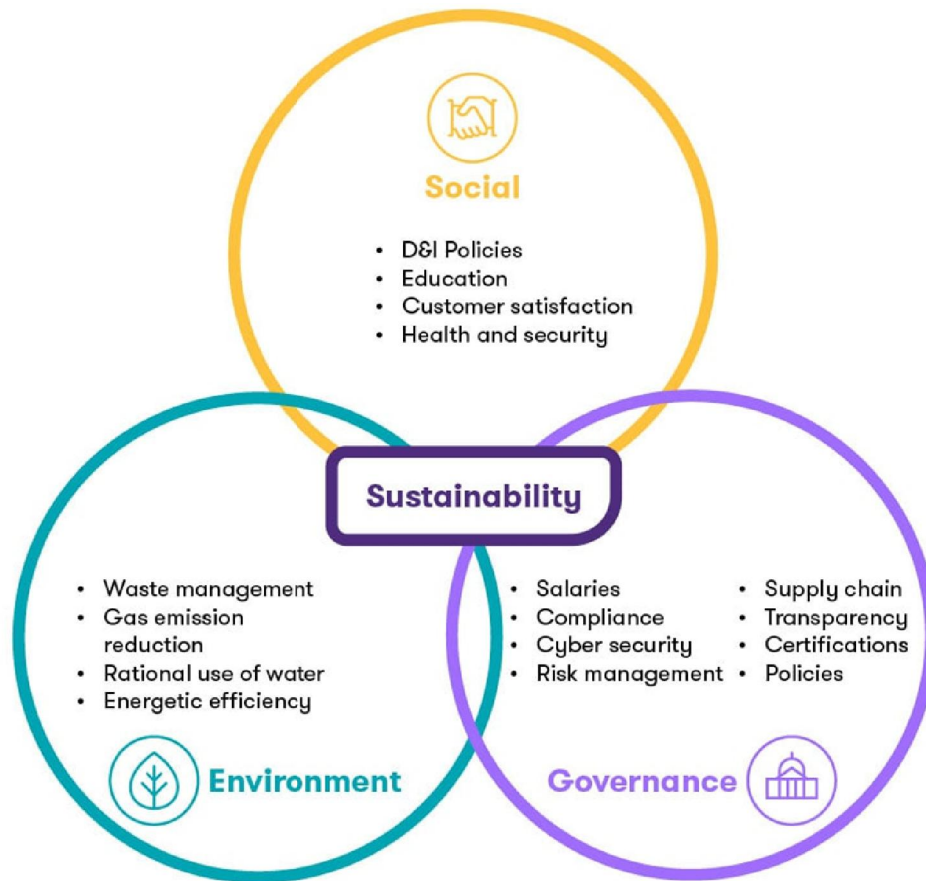 Social
• D&I Policies
• Education
• Customer satisfaction
• Health and security
Sustainability
• Waste management
• Gas emission
reduction
• Rational use of water
• Energetic efficiency
Environment
• Salaries
• Compliance
• Cyber security
• Risk management
• Supply chain
• Transparency
• Certifications
• Policies
Governance